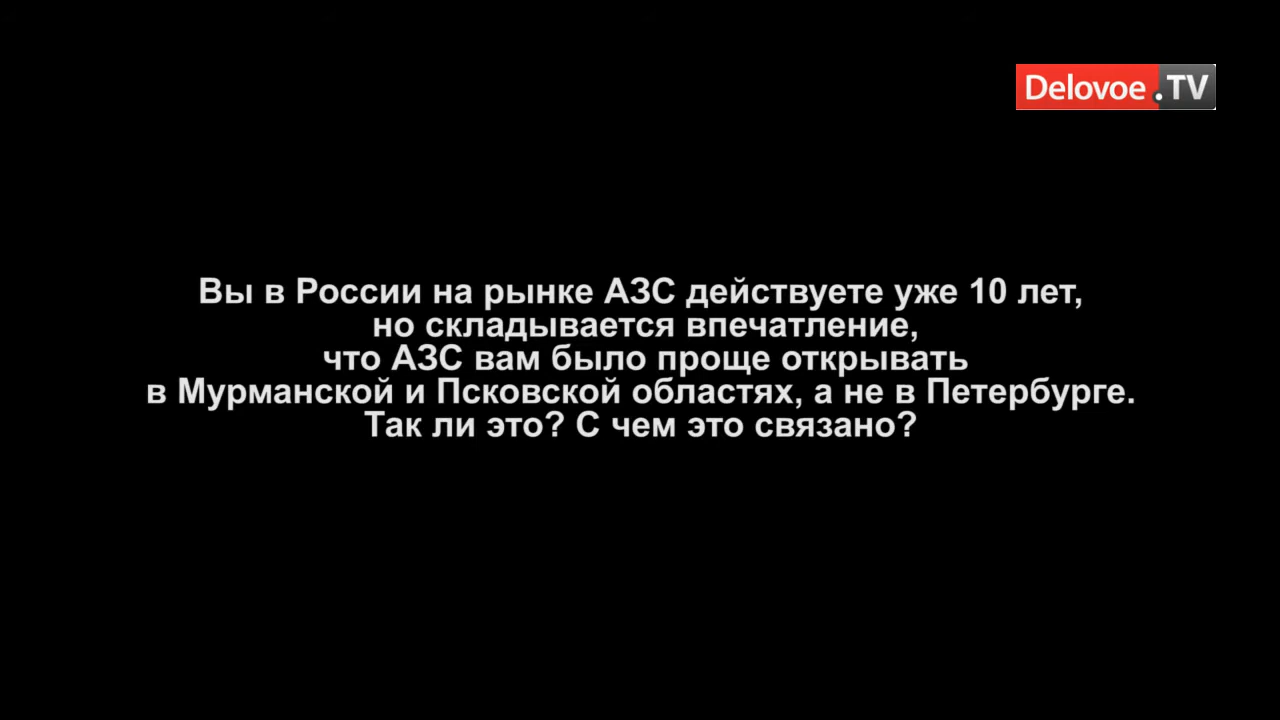 Delovoe.TV
Вы в России на рынке АЗС действуете уже 10 лет,
но складывается впечатление,
что АЗС вам было проще открывать
в Мурманской и Псковской областях, а не в Петербурге.
Так ли это? С чем это связано?